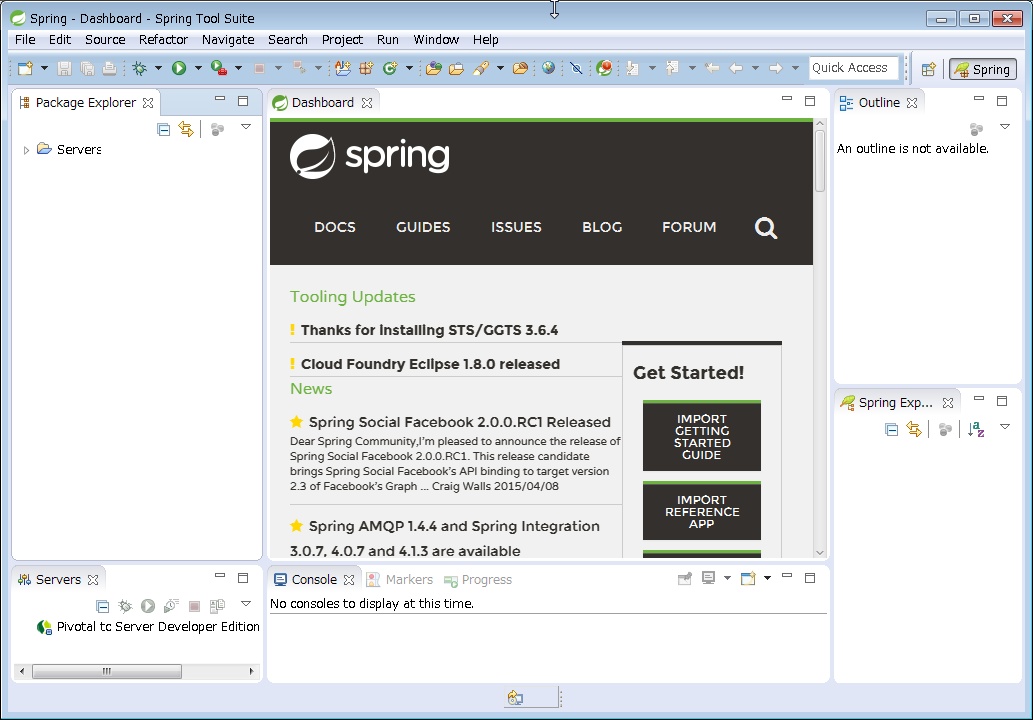 Spring - Dashboard - Spring Tool Suite
File Edit Source Refactor Navigate Search Project Run Window Help
Quick Access
Spring
Package Explorer
Servers
Dashboard
spring
DOCS GUIDES ISSUES BLOG FORUM
Tooling Updates
! Thanks for installing STS/GGTS 3.6.4
! Cloud Foundry Eclipse 1.8.0 released
News
Spring Social Facebook 2.0.0.RC1 Released
Dear Spring Community,I'm pleased to announce the release of
Spring Social Facebook 2.0.0.RC1. This release candidate
brings Spring Social Facebook's API binding to target version
2.3 of Facebook's Graph ... Craig Walls 2015/04/08
Spring AMQP 1.4.4 and Spring Integration
3.0.7, 4.0.7 and 4.1.3 are available
Get Started!
IMPORT
GETTING
STARTED
GUIDE
IMPORT
REFERENCE
APP
Outline
An outline is not available.
Spring Exp...
Servers
Pivotal tc Server Developer Edition
Console Markers Progress
No consoles to display at this time.